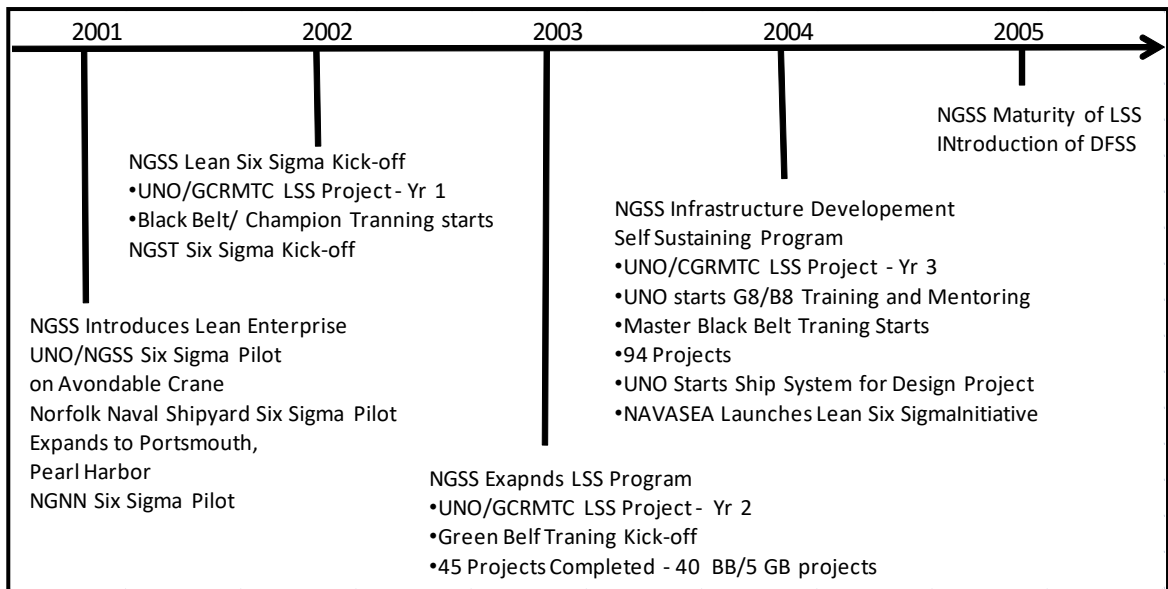 2001
2002
2003
2004
2005
NGSS Introduces Lean Enterprise
UNO/NGSS Six Sigma Pilot
on Avondable Crane
Norfolk Naval Shipyard Six Sigma Pilot
Expands to Portsmouth,
Pearl Harbor
NGNN Six Sigma Pilot
NGSS Lean Six Sigma Kick-off
•UNO/GCRMTC LSS Project - Yr 1
•Black Belt/ Champion Tranning starts
NGST Six Sigma Kick-off
NGSS Exapnds LSS Program
•UNO/GCRMTC LSS Project - Yr 2
•Green Belf Traning Kick-off
•45 Projects Completed - 40 BB/5 GB projects
NGSS Infrastructure Developement
Self Sustaining Program
•UNO/CGRMTC LSS Project - Yr 3
•UNO starts G8/B8 Training and Mentoring
•Master Black Belt Traning Starts
•94 Projects
•UNO Starts Ship System for Design Project
•NAVASEA Launches Lean Six SigmaInitiative
NGSS Maturity of LSS
INtroduction of DFSS